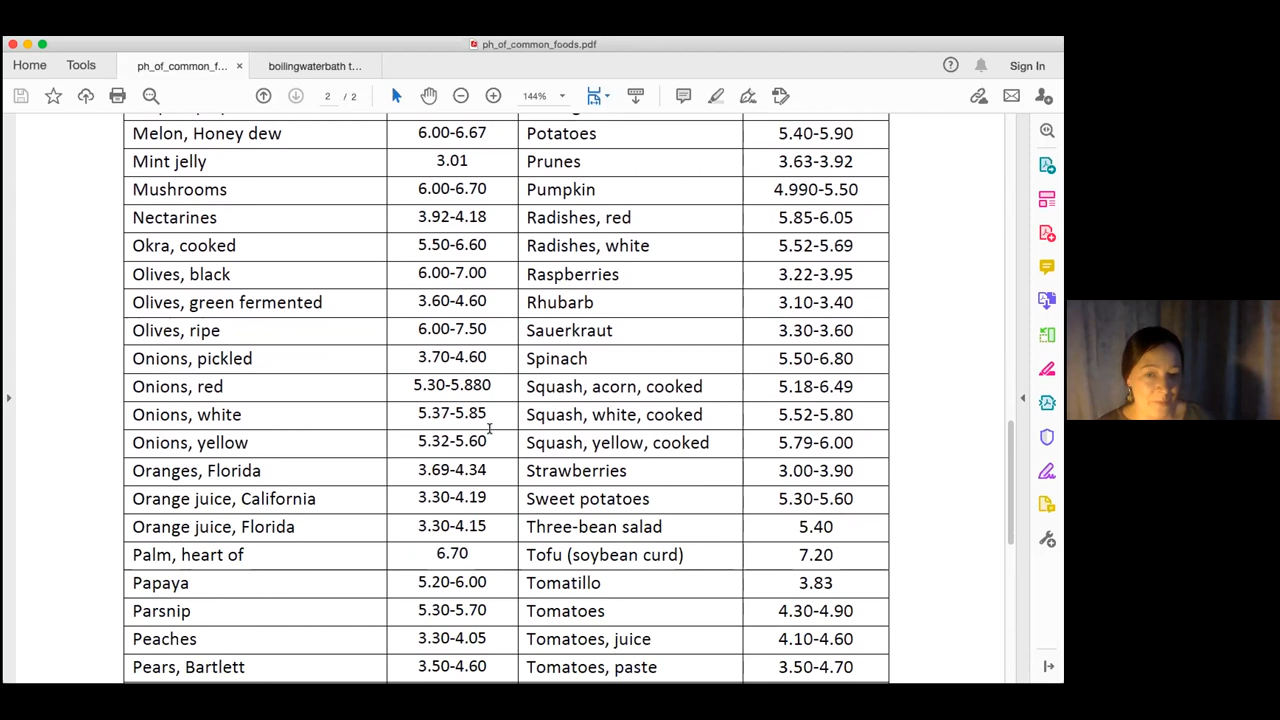 ph_of_common_foods.pdf
Home Tools ph_of_common_f... × boilingwaterbath t... Sign In
2 / 2 144%
Melon, Honey dew 6.00-6.67 Potatoes 5.40-5.90
Mint jelly 3.01 Prunes 3.63-3.92
Mushrooms 6.00-6.70 Pumpkin 4.990-5.50
Nectarines 3.92-4.18 Radishes, red 5.85-6.05
Okra, cooked 5.50-6.60 Radishes, white 5.52-5.69
Olives, black 6.00-7.00 Raspberries 3.22-3.95
Olives, green fermented 3.60-4.60 Rhubarb 3.10-3.40
Olives, ripe 6.00-7.50 Sauerkraut 3.30-3.60
Onions, pickled 3.70-4.60 Spinach 5.50-6.80
Onions, red 5.30-5.880 Squash, acorn, cooked 5.18-6.49
Onions, white 5.37-5.85 Squash, white, cooked 5.52-5.80
Onions, yellow 5.32-5.60 Squash, yellow, cooked 5.79-6.00
Oranges, Florida 3.69-4.34 Strawberries 3.00-3.90
Orange juice, California 3.30-4.19 Sweet potatoes 5.30-5.60
Orange juice, Florida 3.30-4.15 Three-bean salad 5.40
Palm, heart of 6.70 Tofu (soybean curd) 7.20
Papaya 5.20-6.00 Tomatillo 3.83
Parsnip 5.30-5.70 Tomatoes 4.30-4.90
Peaches 3.30-4.05 Tomatoes, juice 4.10-4.60
Pears, Bartlett 3.50-4.60 Tomatoes, paste 3.50-4.70